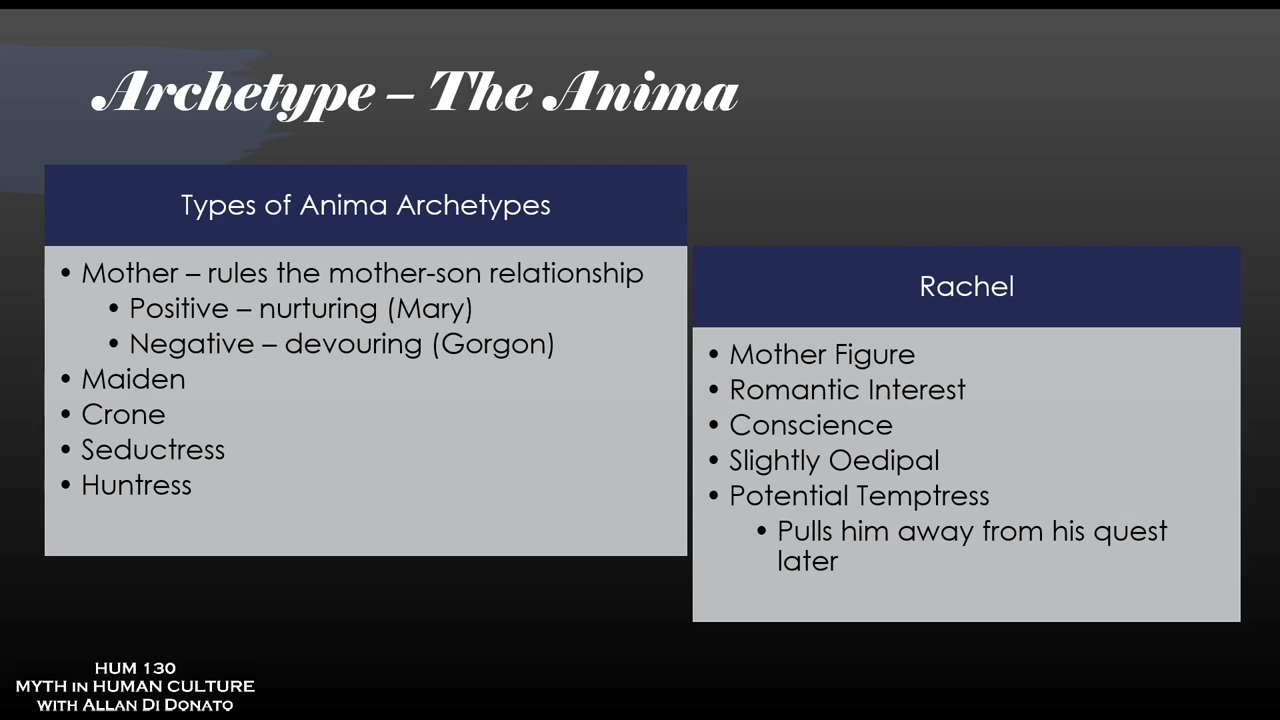 Archetype – The Anima
Types of Anima Archetypes
• Mother – rules the mother-son relationship
• Positive – nurturing (Mary)
• Negative – devouring (Gorgon)
• Maiden
• Crone
• Seductress
• Huntress
Rachel
• Mother Figure
• Romantic Interest
• Conscience
• Slightly Oedipal
• Potential Temptress
• Pulls him away from his quest
later
HUM 130
MYTH IN HUMAN CULTURE
WITH ALLAN DI DONATO